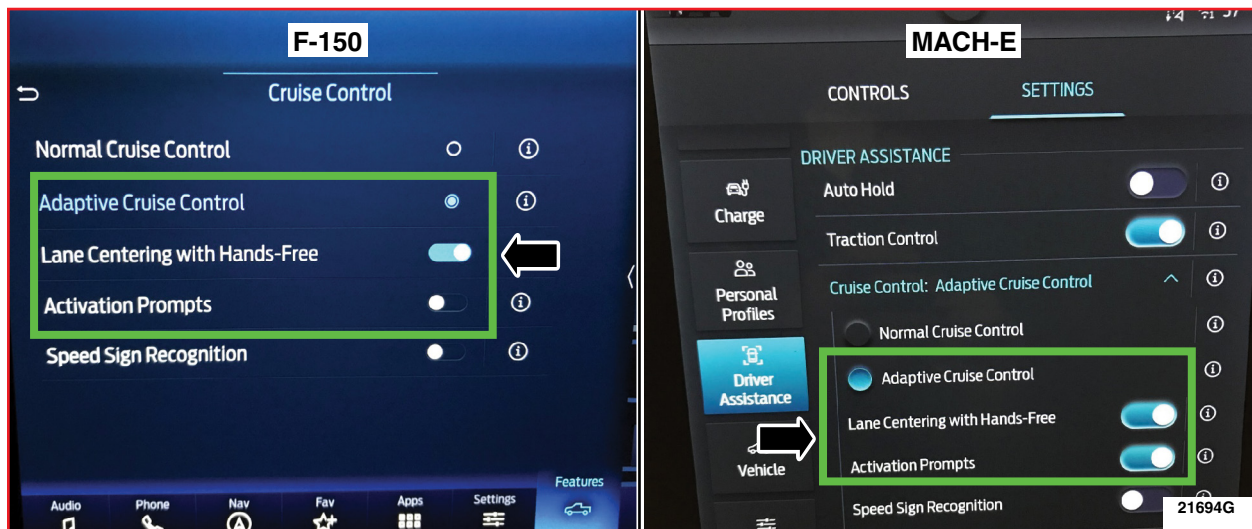 F-150
Cruise Control
Normal Cruise Control
Adaptive Cruise Control
Lane Centering with Hands-Free
Activation Prompts
Speed Sign Recognition
Audio
Phone
Nav
Fav
Apps
Settings
Features
MACH-E
CONTROLS
SETTINGS
DRIVER ASSISTANCE
Charge
Personal
Profiles
Driver
Assistance
Vehicle
Auto Hold
Traction Control
Cruise Control: Adaptive Cruise Control
Normal Cruise Control
Adaptive Cruise Control
Lane Centering with Hands-Free
Activation Prompts
Speed Sign Recognition
21694G